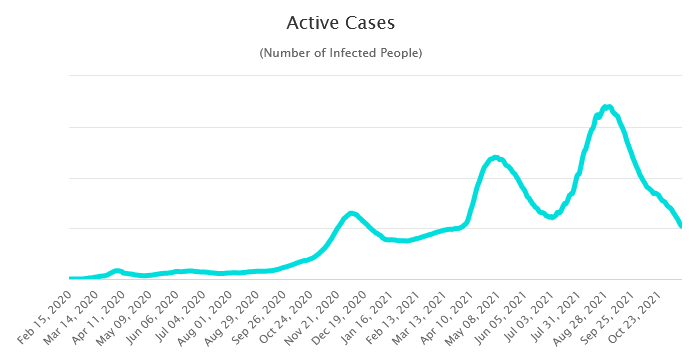 Active Cases
(Number of Infected People)
Feb 15, 2020
Mar 14, 2020
Apr 11, 2020
May 09, 2020
Jun 06, 2020
Jul 04, 2020
Aug 01, 2020
Aug 29, 2020
Sep 26, 2020
Oct 24, 2020
Nov 21, 2020
Dec 19, 2020
Jan 16, 2021
Feb 13, 2021
Mar 13, 2021
Apr 10, 2021
May 08, 2021
Jun 05, 2021
Jul 03, 2021
Jul 31, 2021
Aug 28, 2021
Sep 25, 2021
Oct 23, 2021